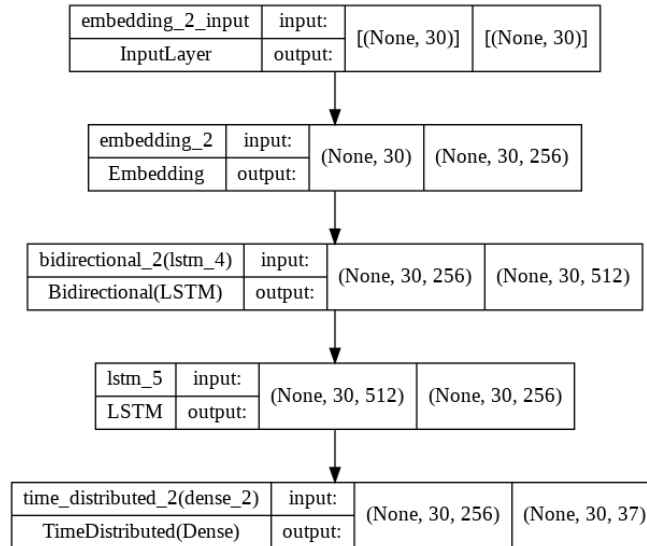 embedding_2_input input: [(None, 30)] [(None, 30)]
InputLayer output:
embedding_2 input: (None, 30) (None, 30, 256)
Embedding output:
bidirectional_2(lstm_4) input: (None, 30, 256) (None, 30, 512)
Bidirectional(LSTM) output:
lstm_5 input: (None, 30, 512) (None, 30, 256)
LSTM output:
time_distributed_2(dense_2) input: (None, 30, 256) (None, 30, 37)
TimeDistributed(Dense) output: